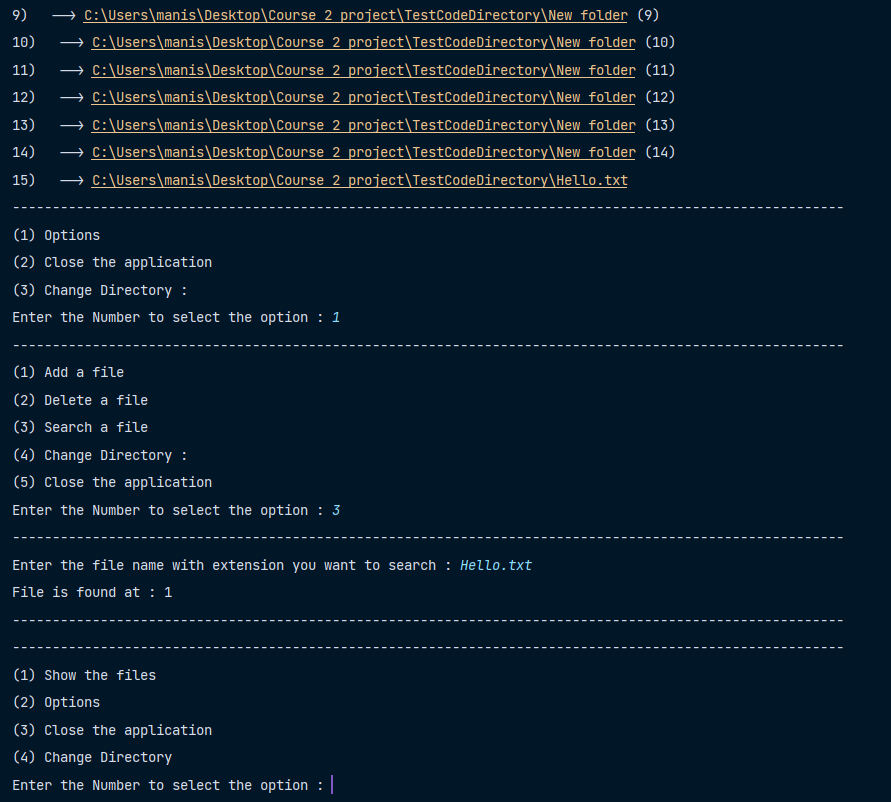 9)   ——> C:\Users\manis\Desktop\Course 2 project\TestCodeDirectory\New folder (9)
10)   ——> C:\Users\manis\Desktop\Course 2 project\TestCodeDirectory\New folder (10)
11)   ——> C:\Users\manis\Desktop\Course 2 project\TestCodeDirectory\New folder (11)
12)   ——> C:\Users\manis\Desktop\Course 2 project\TestCodeDirectory\New folder (12)
13)   ——> C:\Users\manis\Desktop\Course 2 project\TestCodeDirectory\New folder (13)
14)   ——> C:\Users\manis\Desktop\Course 2 project\TestCodeDirectory\New folder (14)
15)   ——> C:\Users\manis\Desktop\Course 2 project\TestCodeDirectory\Hello.txt
--------------------------------------------------------------------------------------------------------
(1) Options
(2) Close the application
(3) Change Directory :
Enter the Number to select the option : 1
--------------------------------------------------------------------------------------------------------
(1) Add a file
(2) Delete a file
(3) Search a file
(4) Change Directory :
(5) Close the application
Enter the Number to select the option : 3
--------------------------------------------------------------------------------------------------------
Enter the file name with extension you want to search : Hello.txt
File is found at : 1
--------------------------------------------------------------------------------------------------------
--------------------------------------------------------------------------------------------------------
(1) Show the files
(2) Options
(3) Close the application
(4) Change Directory
Enter the Number to select the option :